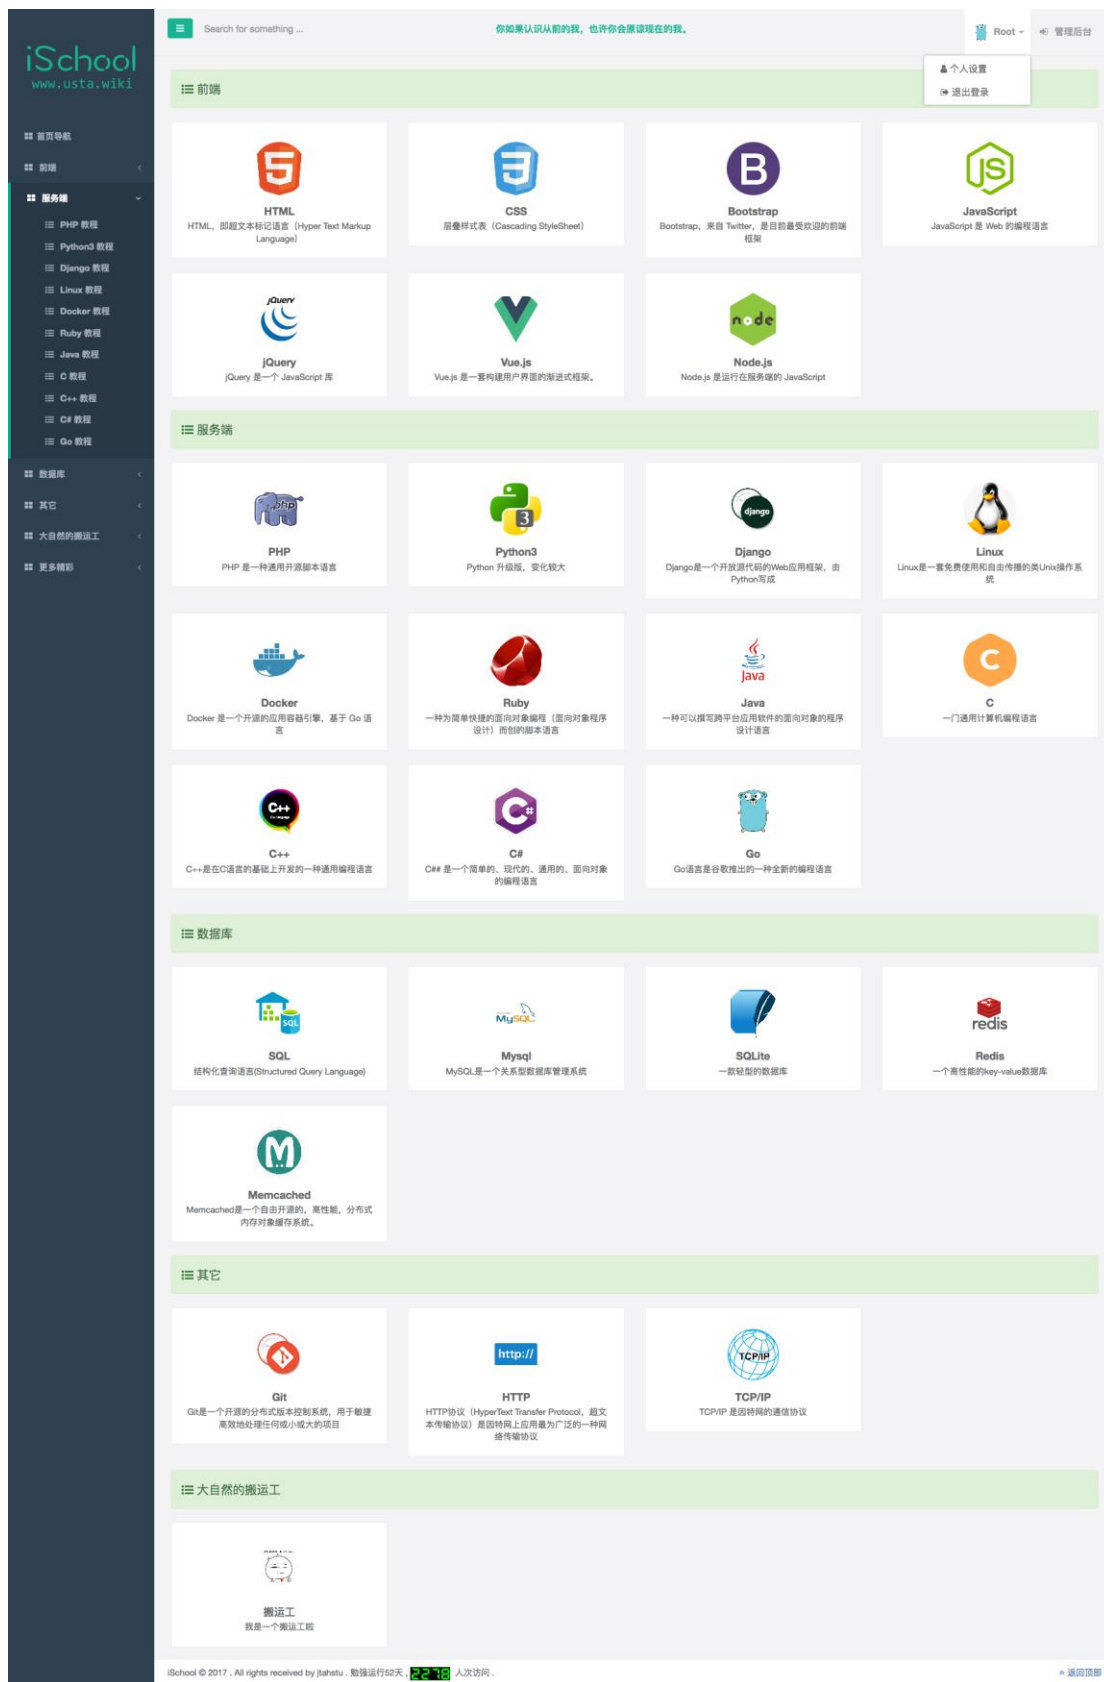 iSchool
www.usta.wiki
首页导航
前端
服务端
PHP 教程
Python3 教程
Django 教程
Linux 教程
Docker 教程
Ruby 教程
Java 教程
C 教程
C++ 教程
C# 教程
Go 教程
数据库
其它
大自然的搬运工
更多精彩
Search for something ...
你如果认识从前的我，也许你会原谅现在的我。
Root
管理后台
个人设置
退出登录
前端
HTML
HTML，即超文本标记语言（Hyper Text Markup
Language）
CSS
层叠样式表（Cascading StyleSheet）
Bootstrap
Bootstrap，来自 Twitter，是目前最受欢迎的前端
框架
JS
JavaScript
JavaScript 是 Web 的编程语言
jQuery
jQuery
jQuery 是一个 JavaScript 库
Vue.js
Vue.js 是一套构建用户界面的渐进式框架。
node
Node.js
Node.js 是运行在服务端的 JavaScript
服务端
php
PHP
PHP 是一种通用开源脚本语言
3
Python3
Python 升级版，变化较大
django
Django
Django是一个开放源代码的Web应用框架，由
Python写成
Linux
Linux是一套免费使用和自由传播的类Unix操作系
统
Docker
Docker 是一个开源的应用容器引擎，基于 Go 语
言
Ruby
一种为简单快捷的面向对象编程（面向对象程序
设计）而创的脚本语言
Java
Java
一种可以撰写跨平台应用软件的面向对象的程序
设计语言
C
C
一门通用计算机编程语言
C++
C++
C++是在C语言的基础上开发的一种通用编程语言
C#
C#
C## 是一个简单的、现代的、通用的、面向对象
的编程语言
Go
Go语言是谷歌推出的一种全新的编程语言
数据库
SQL
SQL
结构化查询语言(Structured Query Language)
MySQL
Mysql
MySQL是一个关系型数据库管理系统
SQLite
一款轻型的数据库
redis
Redis
一个高性能的key-value数据库
M
Memcached
Memcached是一个自由开源的，高性能，分布式
内存对象缓存系统。
其它
Git
Git是一个开源的分布式版本控制系统，用于敏捷
高效地处理任何或小或大的项目
http://
HTTP
HTTP协议（HyperText Transfer Protocol，超文
本传输协议）是因特网上应用最为广泛的一种网
络传输协议
TCP/IP
TCP/IP
TCP/IP 是因特网的通信协议
大自然的搬运工
搬运工
我是一个搬运工啦
iSchool © 2017 . All rights received by jtahstu . 勉强运行52天 , 2278 人次访问 .
返回顶部